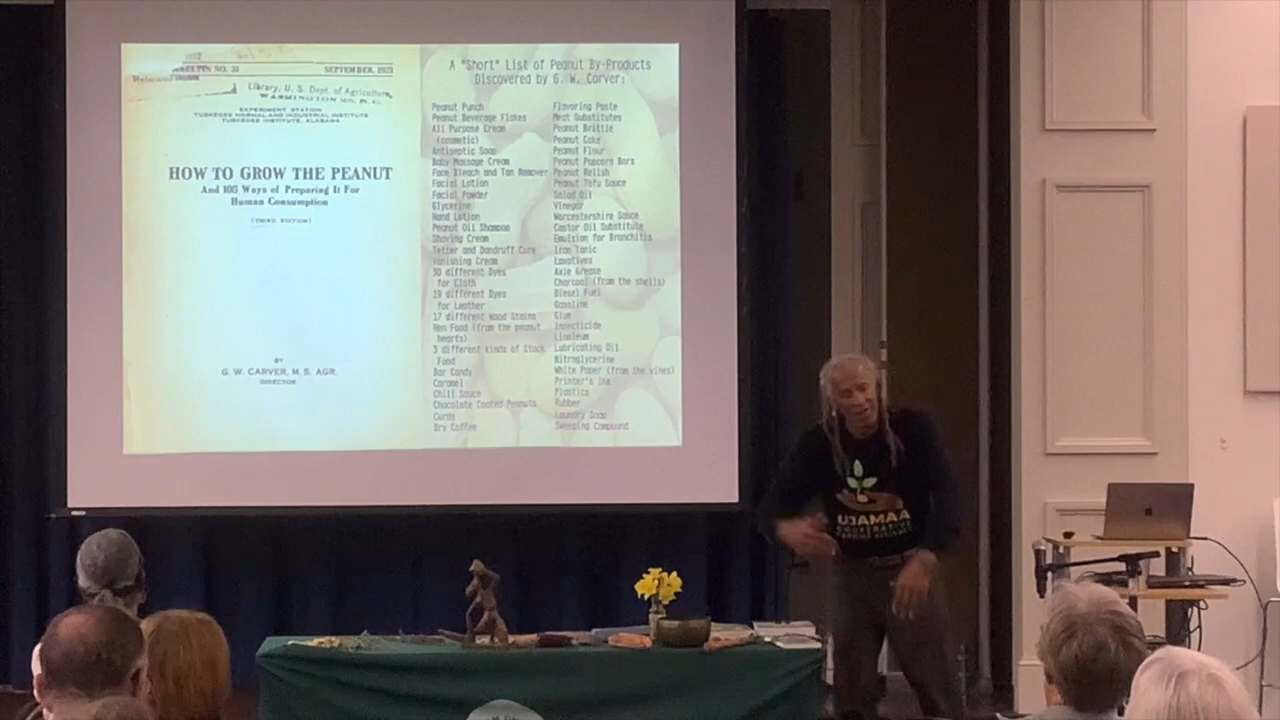 BULLETIN NO. 31 SEPTEMBER, 1921
Library, U. S. Dept. of Agriculture,
WASHINGTON
EXPERIMENT STATION
TUSKEGEE NORMAL AND INDUSTRIAL INSTITUTE
TUSKEGEE INSTITUTE, ALABAMA
HOW TO GROW THE PEANUT
And 105 Ways of Preparing It For
Human Consumption
(THIRD EDITION)
BY
G. W. CARVER, M. S. AGR.
DIRECTOR
A "Short" List of Peanut By-Products
Discovered by G. W. Carver:
Peanut Punch
Peanut Beverage Flakes
All Purpose Cream
(cosmetic)
Antiseptic Soap
Baby Massage Cream
Face Bleach and Tan Remover
Facial Lotion
Facial Powder
Glycerine
Hand Lotion
Peanut Oil Shampoo
Shaving Cream
Tetter and Dandruff Cure
Vanishing Cream
30 different Dyes
for Cloth
19 different Dyes
for Leather
17 different Wood Stains
Hen Food (from the peanut
hearts)
3 different kinds of Stock
Food
Bar Candy
Caramel
Chili Sauce
Chocolate Coated Peanuts
Curds
Dry Coffee
Flavoring Paste
Meat Substitutes
Peanut Brittle
Peanut Cake
Peanut Flour
Peanut Popcorn Bars
Peanut Relish
Peanut Tofu Sauce
Salad Oil
Vinegar
Worcestershire Sauce
Castor Oil Substitute
Emulsion for Bronchitis
Iron Tonic
Laxatives
Axle Grease
Charcoal (from the shells)
Diesel Fuel
Gasoline
Glue
Insecticide
Linoleum
Lubricating Oil
Nitroglycerine
White Paper (from the vines)
Printer's Ink
Plastics
Rubber
Laundry Soap
Sweeping Compound
UJAMAA
COOPERATIVE
FARMING ALLIANCE